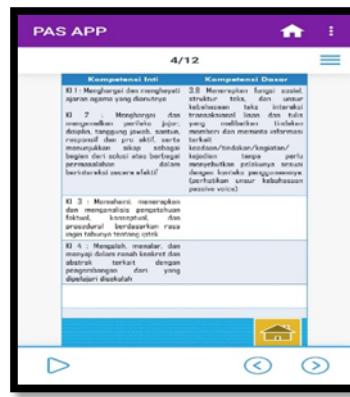 PAS APP
4/12
Kompetensi Inti
Kompetensi Dasar
KI 1 : Menghargai dan menghayati
ajaran agama yang dianutnya
KI 2 : Menghargai dan
mengamalkan perilaku jujur,
disiplin, tanggung jawab, santun,
responsif dan pro aktif, serta
menunjukkan sikap sebagai
bagian dari solusi atas berbagai
permasalahan dalam
berinteraksi secara efektif
KI 3 : Memahami, menerapkan
dan menganalisis pengetahuan
faktual, konseptual, dan
prosedural berdasarkan rasa
ingin tahunya tentang iptek
KI 4 : Mengolah, menalar, dan
menyaji dalam ranah konkret dan
abstrak terkait dengan
pengembangan dari yang
dipelajari disekolah
3.8 Menerapkan fungsi sosial,
struktur teks, dan unsur
kebahasaan teks interaksi
transaksional lisan dan tulis
yang melibatkan tindakan
memberi dan meminta informasi
terkait
keadaan/tindakan/kegiatan/
kejadian tanpa perlu
menyebutkan pelakunya sesuai
dengan konteks penggunaannya.
(perhatikan unsur kebahasaan
passive voice)